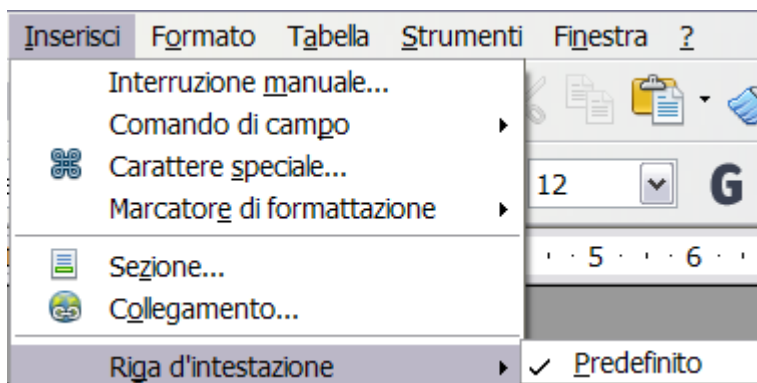 Inserisci Formato Tabella Strumenti Finestra ?
Interruzione manuale...
Comando di campo
Carattere speciale...
12 G
Marcatore di formattazione
Sezione...
5 6
Collegamento...
Riga d'intestazione Predefinito